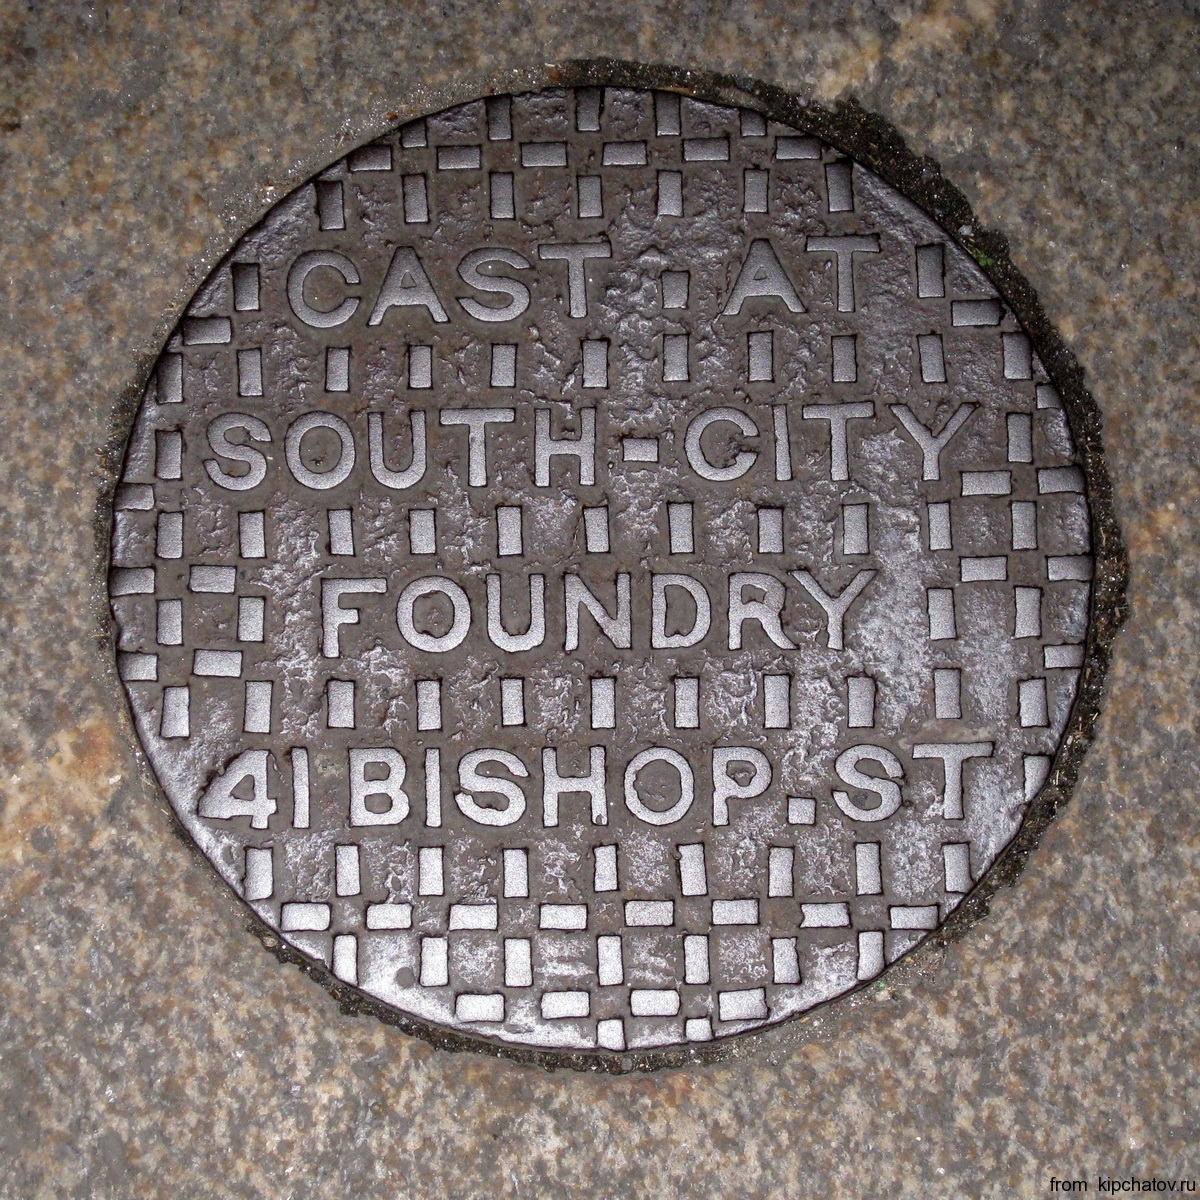 CAST AT
SOUTH-CITY
FOUNDRY
41 BISHOP. ST
from kipchatov.ru